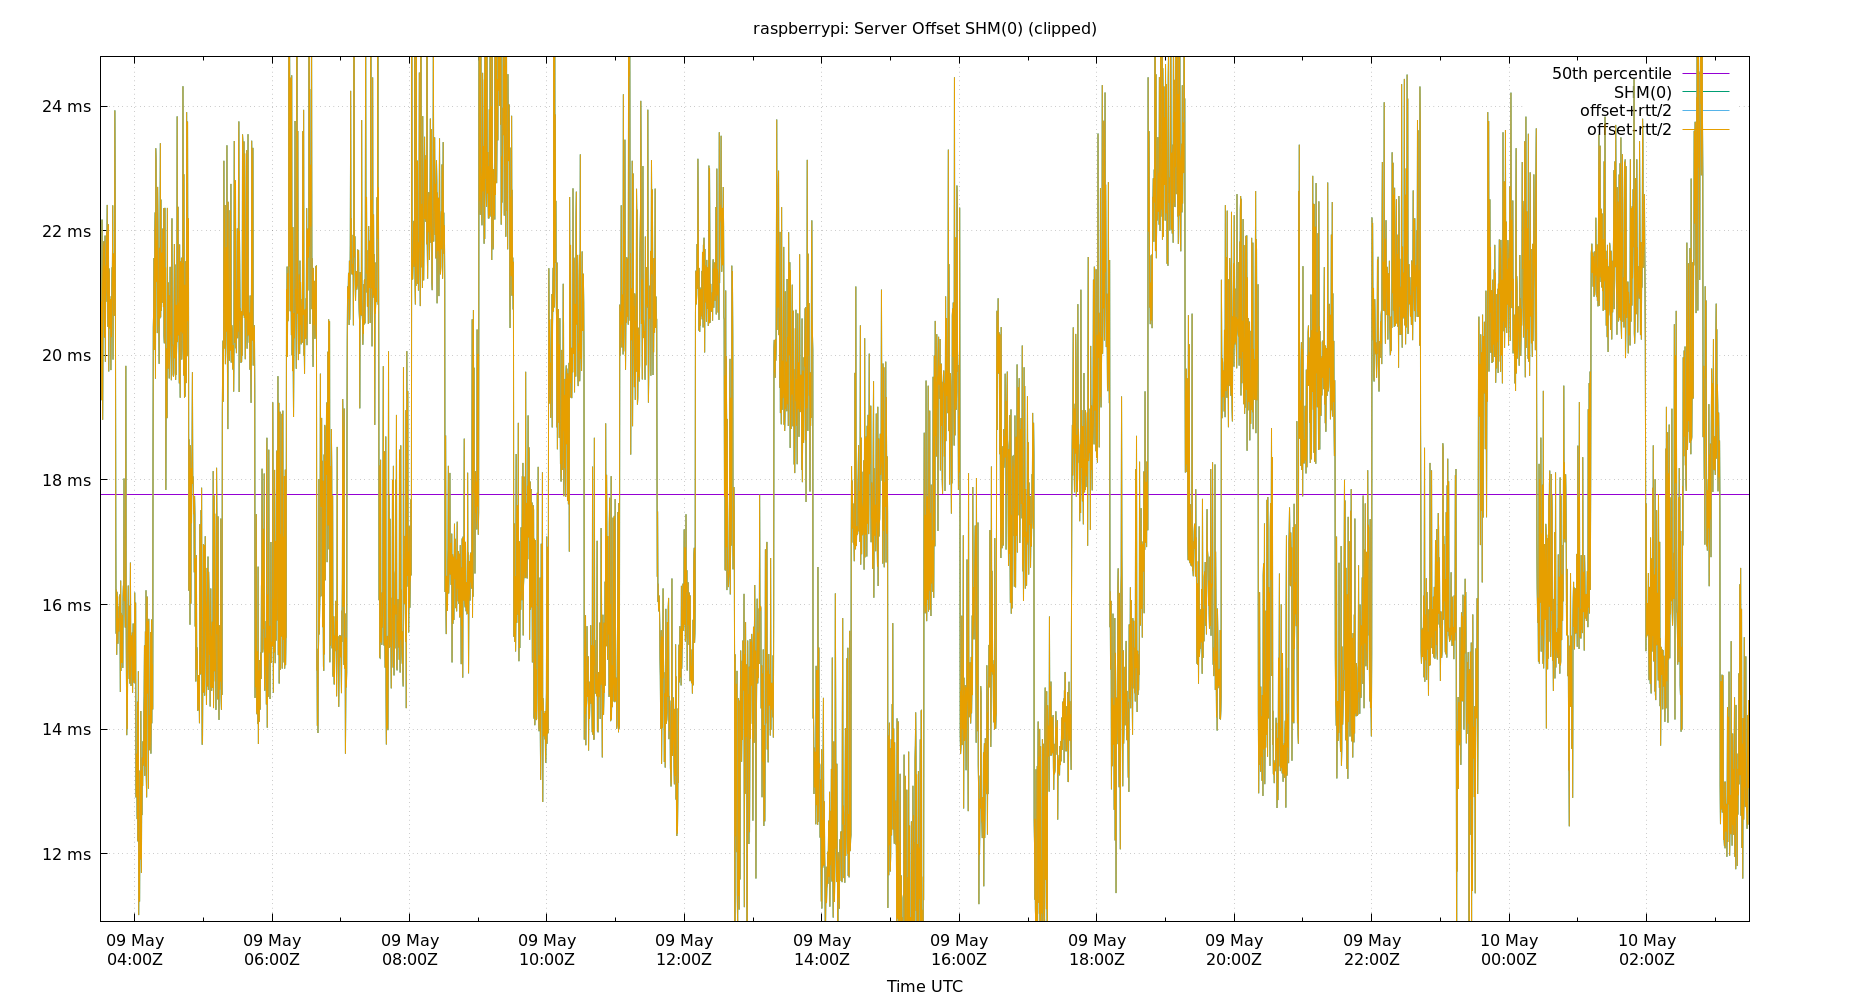 raspberrypi: Server Offset SHM(0) (clipped)
50th percentile
SHM(0)
offset+rtt/2
offset-rtt/2
24 ms
22 ms
20 ms
18 ms
16 ms
14 ms
12 ms
09 May 09 May 09 May 09 May 09 May 09 May 09 May 09 May 09 May 09 May 10 May 10 May
04:00Z 06:00Z 08:00Z 10:00Z 12:00Z 14:00Z 16:00Z 18:00Z 20:00Z 22:00Z 00:00Z 02:00Z
Time UTC